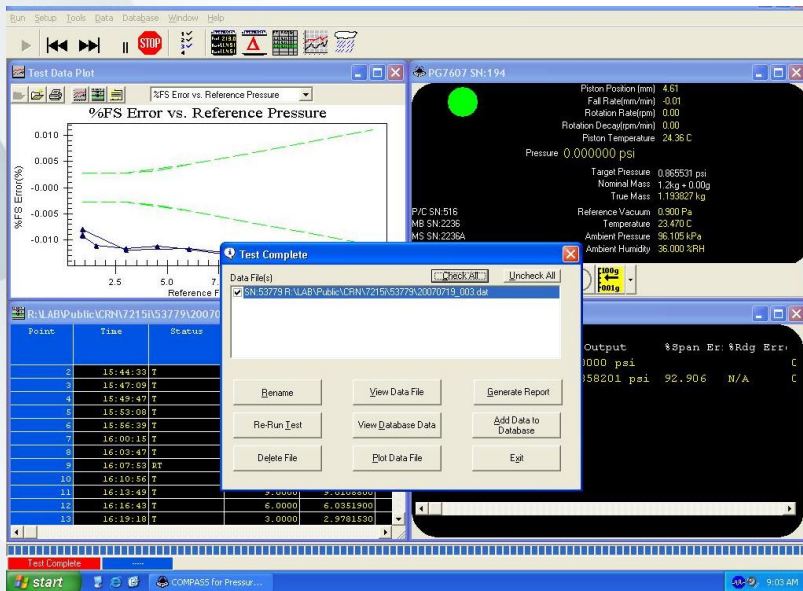 Run Setup Tools Data Database Window Help
STOP
Test Data Plot
%FS Error vs. Reference Pressure
%FS Error vs. Reference Pressure
%FS Error(%)
0.010
0.005
-0.000
-0.005
-0.010
2.5 5.0 7.
Reference
PG7607 SN:194
Piston Position (mm) 4.61
Fall Rate(mm/min) -0.01
Rotation Rate(rpm) 0.00
Rotation Decay(rpm/min) 0.00
Piston Temperature 24.36 C
Pressure 0.000000 psi
Target Pressure 0.865531 psi
Nominal Mass 1.2kg + 0.00g
True Mass 1.193827 kg
P/C SN:516 Reference Vacuum 0.900 Pa
MB SN:2236 Temperature 23.470 C
MS SN:2236A Ambient Pressure 96.105 kPa
Ambient Humidity 36.000 %RH
100g
.001g
Test Complete
Data File(s) Check All Uncheck All
SN:53779 R:\LAB\Public\CRN\7215i\53779\20070719_003.dat
Rename View Data File Generate Report
Re-Run Test View Database Data Add Data to Database
Delete File Plot Data File Exit
R:\LAB\Public\CRN\7215i\53779\20070
Point Time Status
2 15:44:33 T
3 15:47:09 T
4 15:49:47 T
5 15:53:08 T
6 15:56:39 T
7 16:00:15 T
8 16:03:47 T
9 16:07:53 RT
10 16:10:56 T
11 16:13:49 T 9.0000
12 16:16:43 T 6.0000 6.0351900
13 16:19:18 T 3.0000 2.9781530
Output %Span Er: %Rdg Err
0000 psi
358201 psi 92.906 N/A
Test Complete -----
start COMPASS for Pressur... 9:03 AM